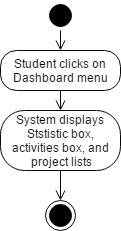 Student clicks on
Dashboard menu
System displays
Ststistic box,
activities box, and
project lists